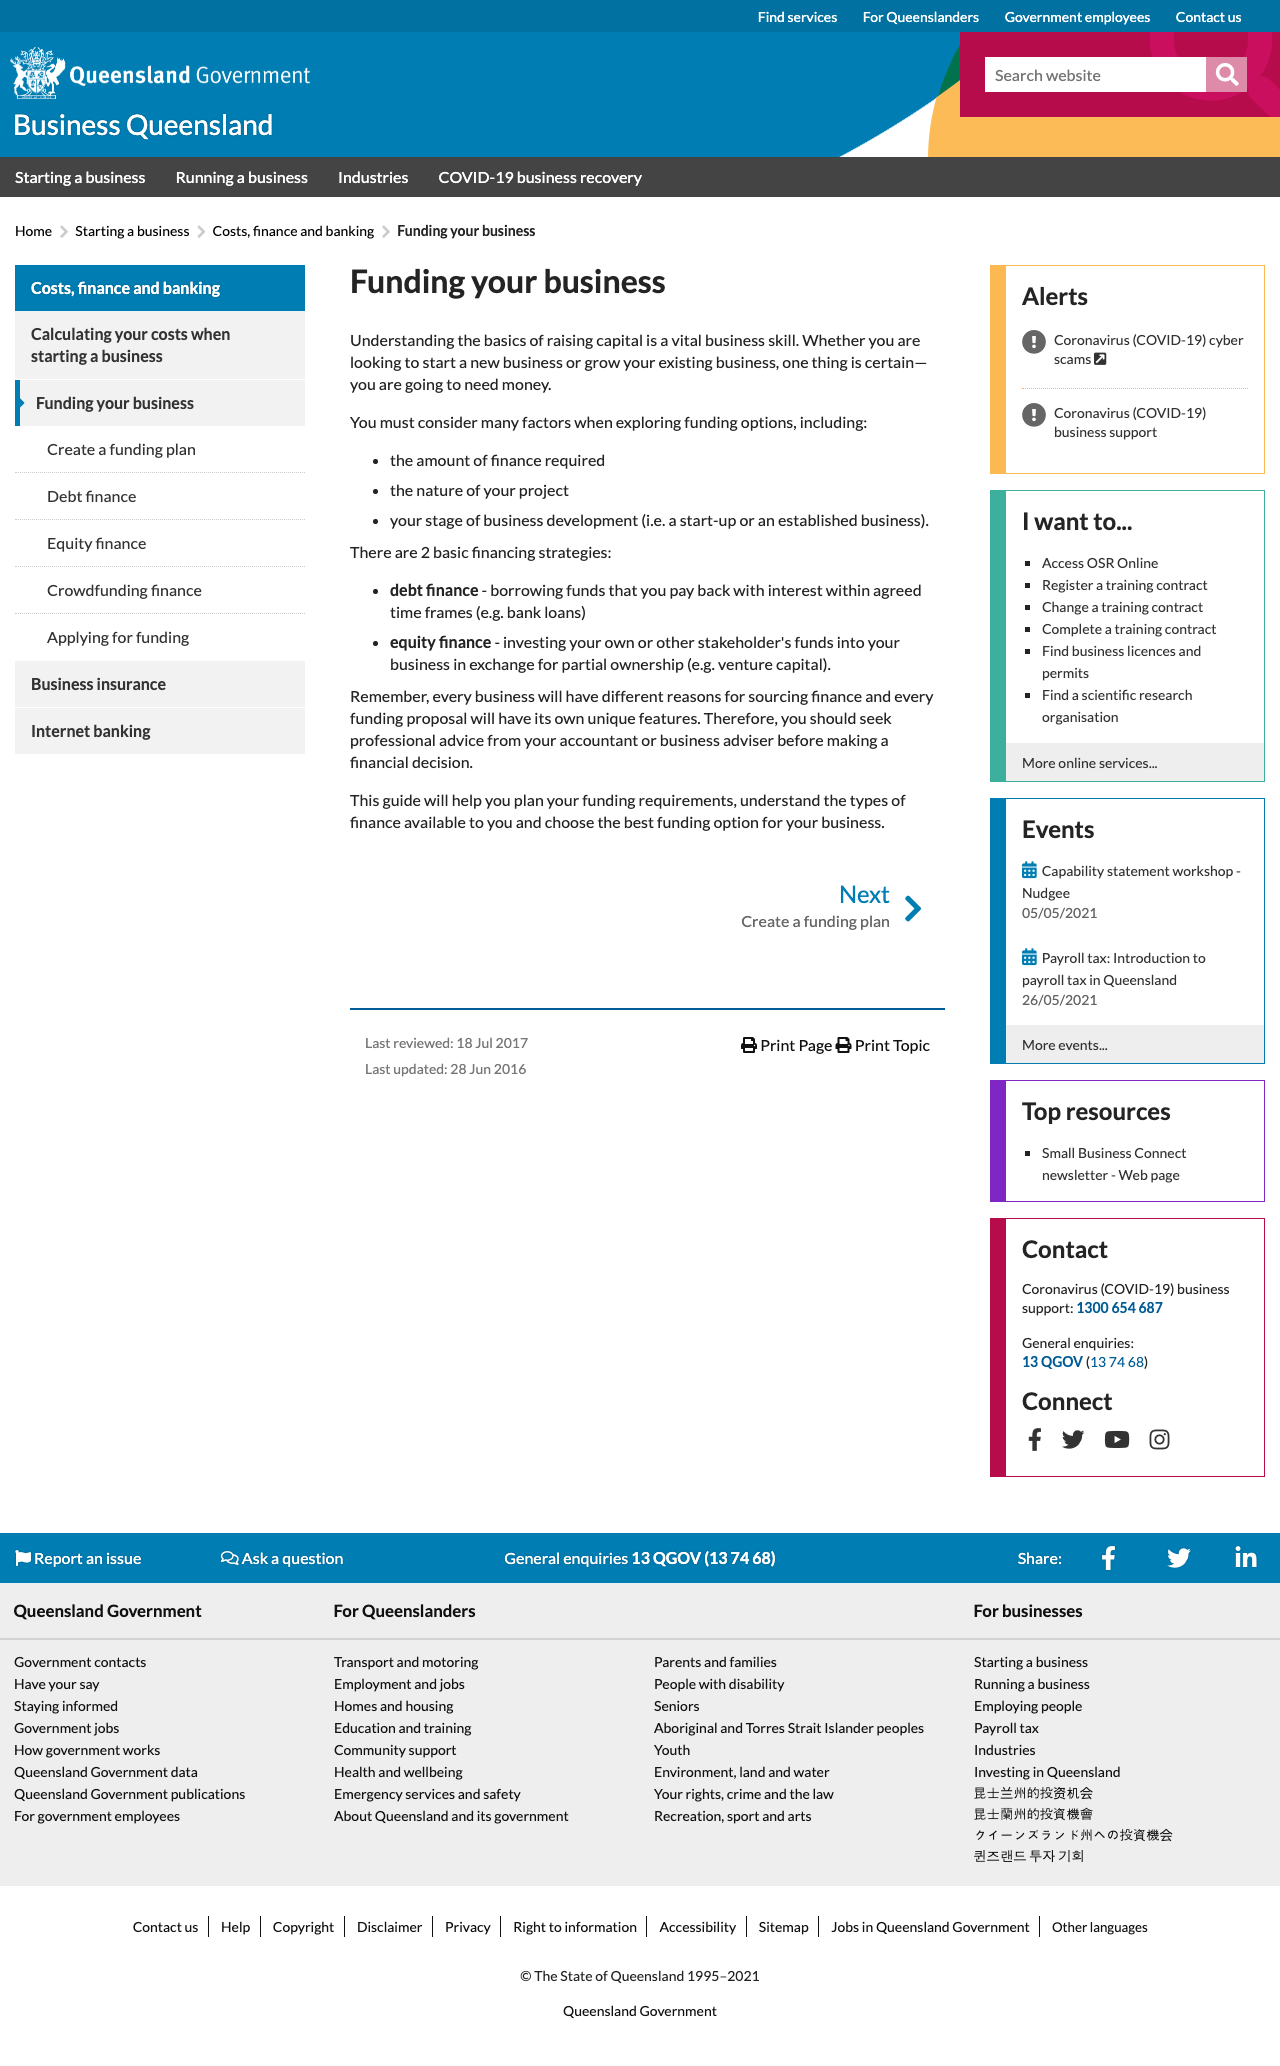 Find services For Queenslanders Government employees Contact us
Queensland Government
Search website
Business Queensland
Starting a business Running a business Industries COVID-19 business recovery
Home Starting a business Costs, finance and banking Funding your business
Costs, finance and banking
Calculating your costs when
starting a business
Funding your business
Create a funding plan
Debt finance
Equity finance
Crowdfunding finance
Applying for funding
Business insurance
Internet banking
Funding your business
Understanding the basics of raising capital is a vital business skill. Whether you are
looking to start a new business or grow your existing business, one thing is certain—
you are going to need money.
You must consider many factors when exploring funding options, including:
• the amount of finance required
• the nature of your project
• your stage of business development (i.e. a start-up or an established business).
There are 2 basic financing strategies:
• debt finance - borrowing funds that you pay back with interest within agreed
time frames (e.g. bank loans)
• equity finance - investing your own or other stakeholder's funds into your
business in exchange for partial ownership (e.g. venture capital).
Remember, every business will have different reasons for sourcing finance and every
funding proposal will have its own unique features. Therefore, you should seek
professional advice from your accountant or business adviser before making a
financial decision.
This guide will help you plan your funding requirements, understand the types of
finance available to you and choose the best funding option for your business.
Next
Create a funding plan
Last reviewed: 18 Jul 2017
Last updated: 28 Jun 2016
Print Page Print Topic
Alerts
Coronavirus (COVID-19) cyber
scams
Coronavirus (COVID-19)
business support
I want to...
Access OSR Online
Register a training contract
Change a training contract
Complete a training contract
Find business licences and
permits
Find a scientific research
organisation
More online services...
Events
Capability statement workshop -
Nudgee
05/05/2021
Payroll tax: Introduction to
payroll tax in Queensland
26/05/2021
More events...
Top resources
Small Business Connect
newsletter - Web page
Contact
Coronavirus (COVID-19) business
support: 1300 654 687
General enquiries:
13 QGOV (13 74 68)
Connect
Report an issue Ask a question General enquiries 13 QGOV (13 74 68) Share:
Queensland Government
Government contacts
Have your say
Staying informed
Government jobs
How government works
Queensland Government data
Queensland Government publications
For government employees
For Queenslanders
Transport and motoring
Employment and jobs
Homes and housing
Education and training
Community support
Health and wellbeing
Emergency services and safety
About Queensland and its government
Parents and families
People with disability
Seniors
Aboriginal and Torres Strait Islander peoples
Youth
Environment, land and water
Your rights, crime and the law
Recreation, sport and arts
For businesses
Starting a business
Running a business
Employing people
Payroll tax
Industries
Investing in Queensland
昆士兰州的投资机会
昆士蘭州的投資機會
クイーンズランド州への投資機会
퀸즈랜드 투자 기회
Contact us Help Copyright Disclaimer Privacy Right to information Accessibility Sitemap Jobs in Queensland Government Other languages
© The State of Queensland 1995–2021
Queensland Government